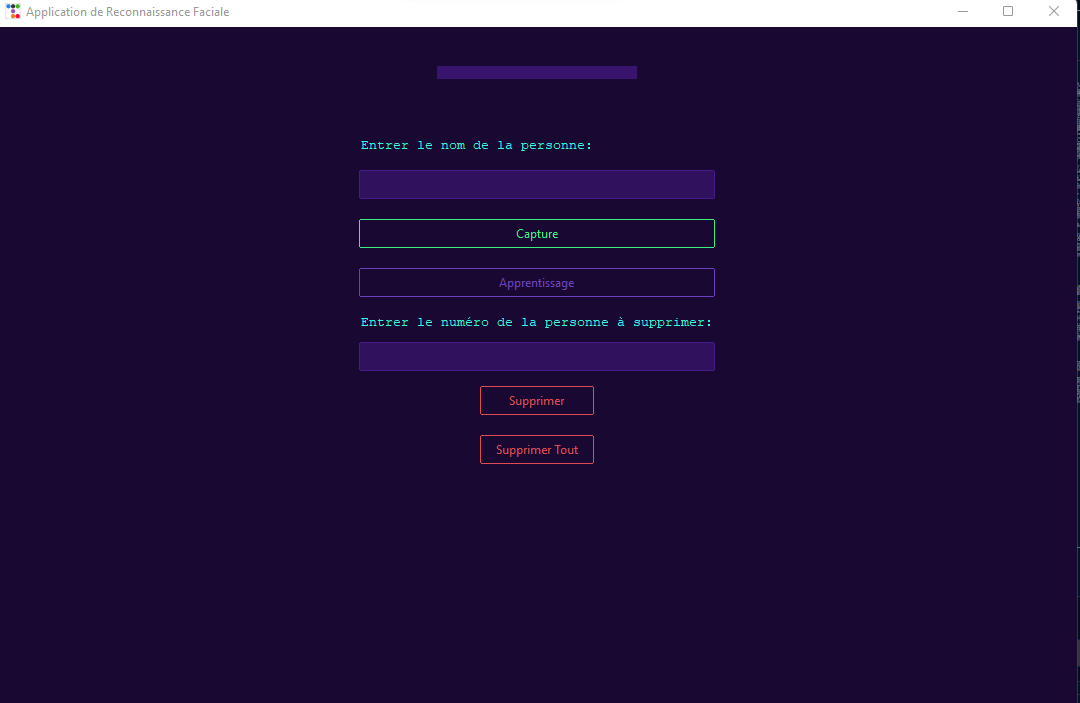 Application de Reconnaissance Faciale
Entrer le nom de la personne:
Capture
Apprentissage
Entrer le numéro de la personne à supprimer:
Supprimer
Supprimer Tout